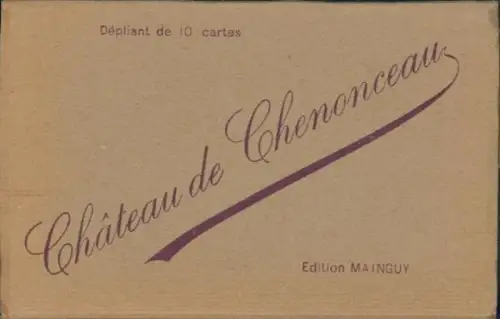 Dépliant de 10 cartes
Château de Chenonceau
Edition MAINGUY